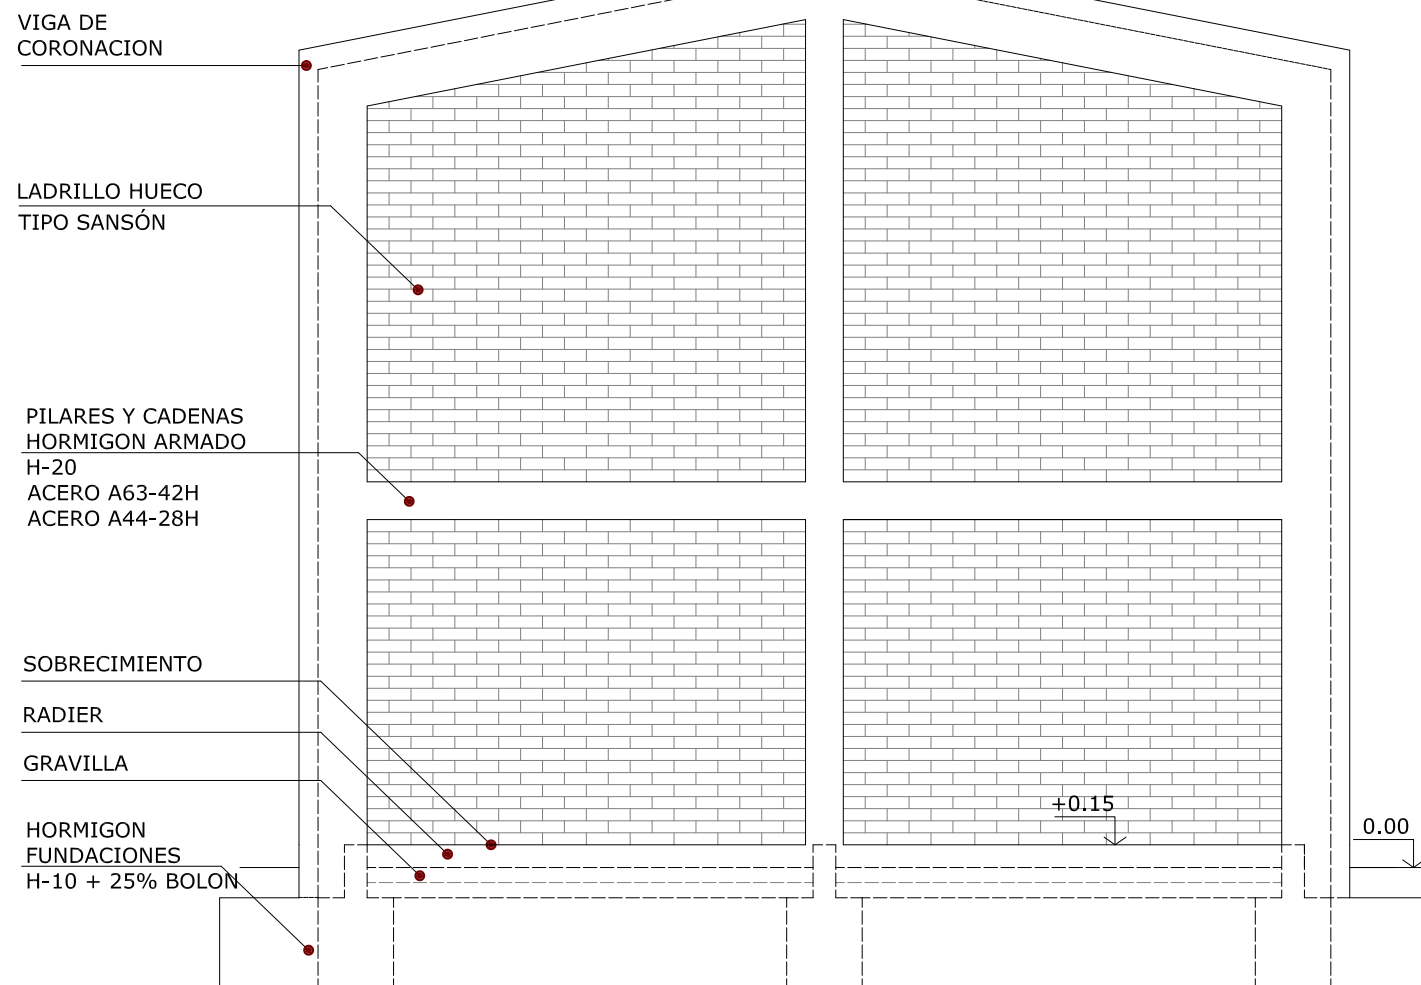 VIGA DE
CORONACION
LADRILLO HUECO
TIPO SANSÓN
PILARES Y CADENAS
HORMIGON ARMADO
H-20
ACERO A63-42H
ACERO A44-28H
SOBRECIMIENTO
RADIER
GRAVILLA
HORMIGON
FUNDACIONES
H-10 + 25% BOLON
+0.15
0.00